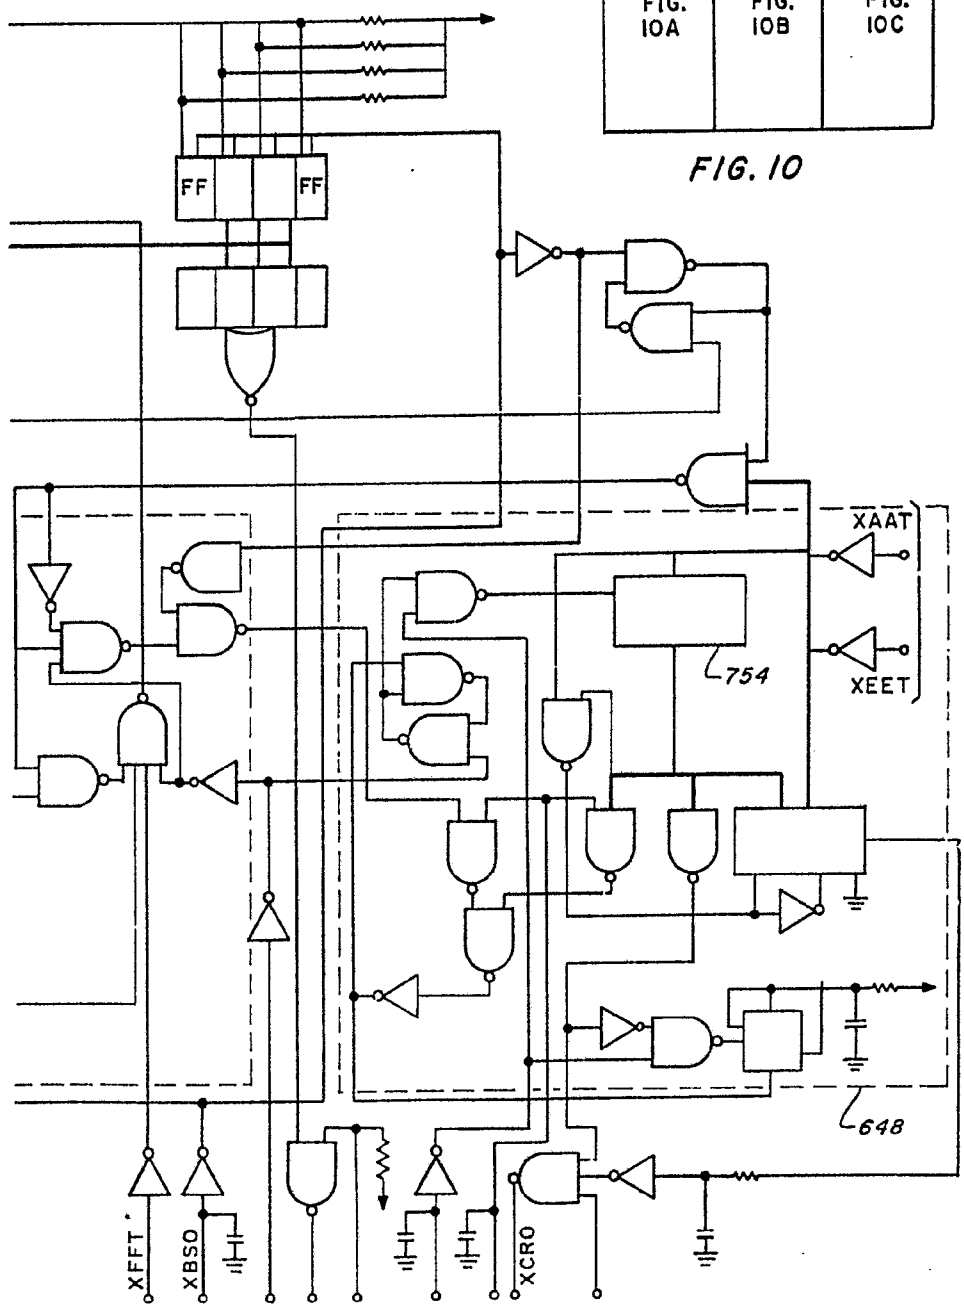 FIG. FIG. FIG.
10A 10B 10C
FIG. 10
FF FF
XAAT
754
XEET
648
XFFT
XBSO
XCRO